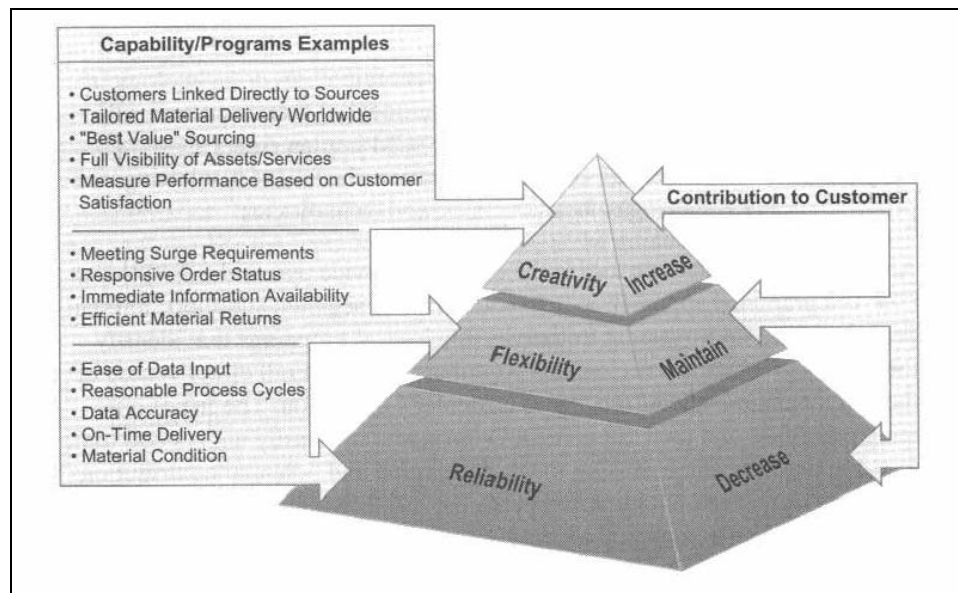 Capability/Programs Examples
• Customers Linked Directly to Sources
• Tailored Material Delivery Worldwide
• "Best Value" Sourcing
• Full Visibility of Assets/Services
• Measure Performance Based on Customer
Satisfaction
• Meeting Surge Requirements
• Responsive Order Status
• Immediate Information Availability
• Efficient Material Returns
• Ease of Data Input
• Reasonable Process Cycles
• Data Accuracy
• On-Time Delivery
• Material Condition
Contribution to Customer
Creativity
Increase
Flexibility
Maintain
Reliability
Decrease